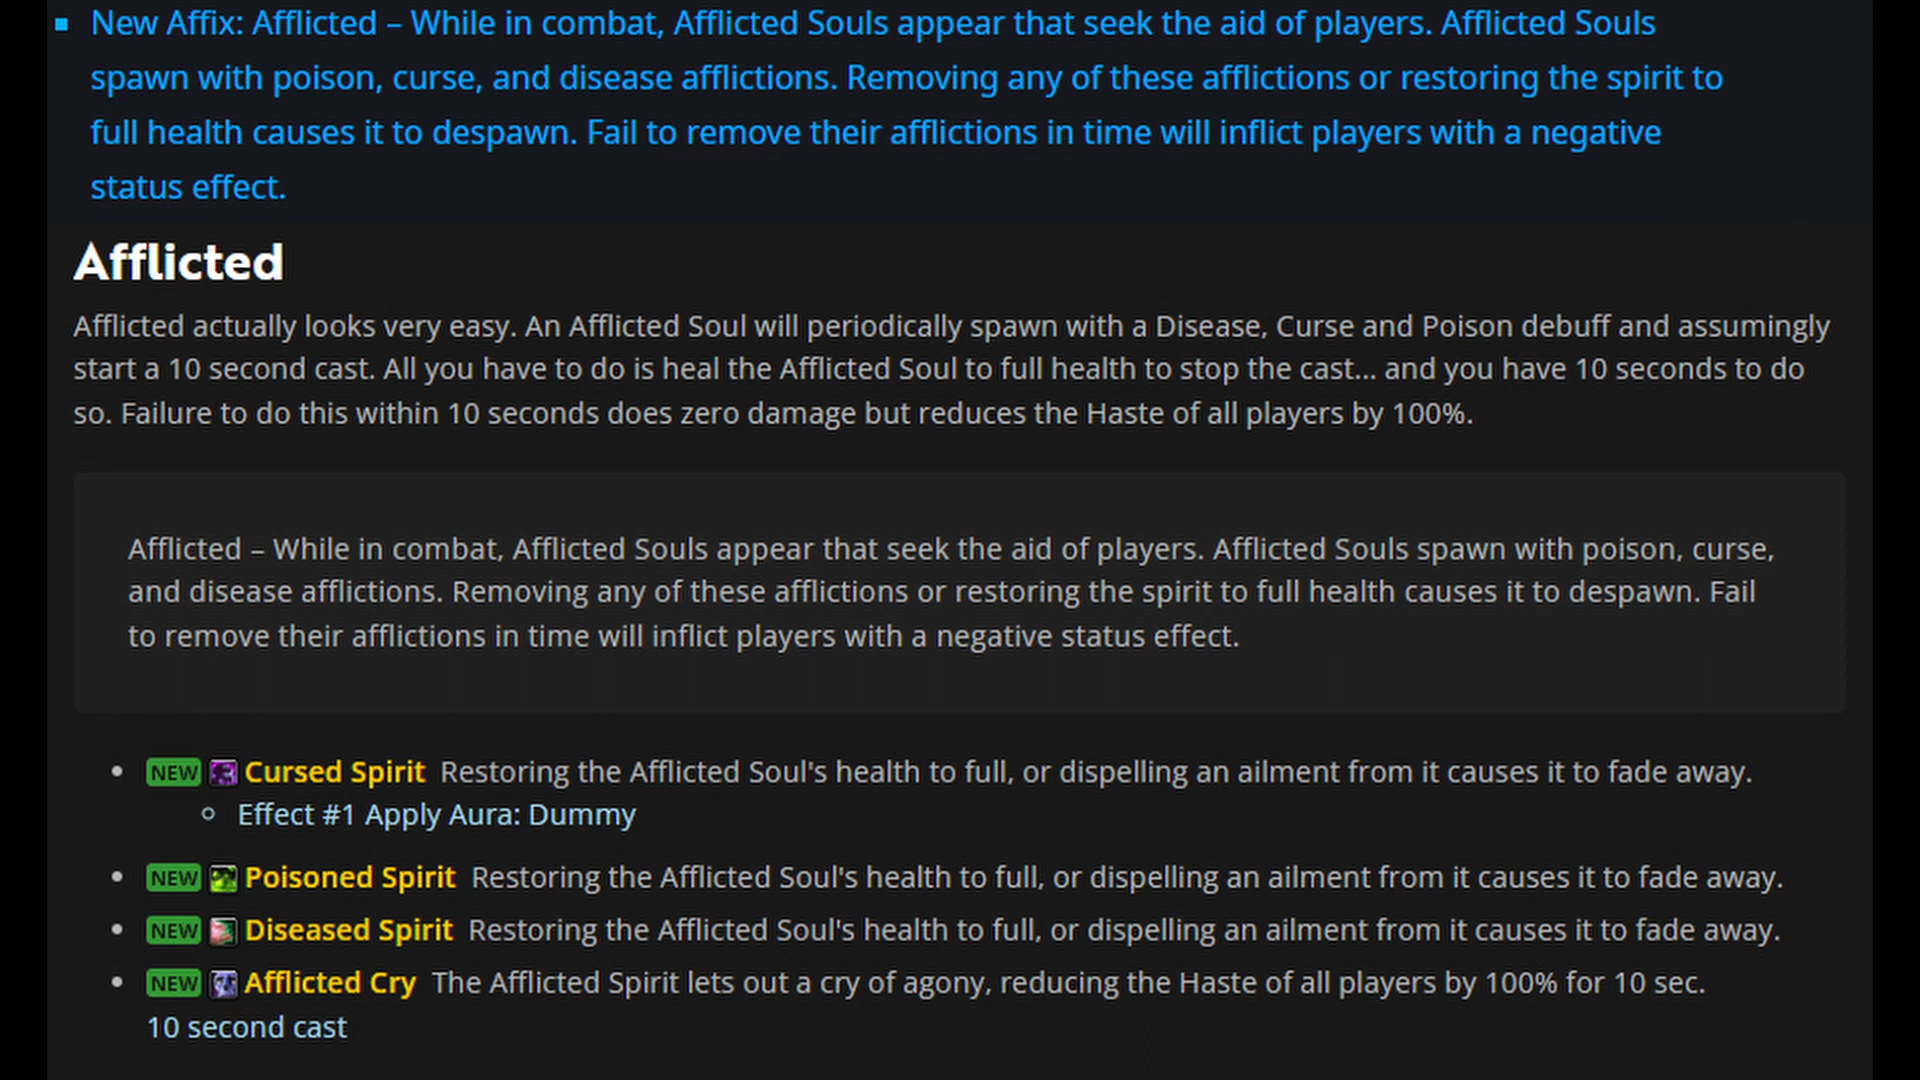 New Affix: Afflicted – While in combat, Afflicted Souls appear that seek the aid of players. Afflicted Souls
spawn with poison, curse, and disease afflictions. Removing any of these afflictions or restoring the spirit to
full health causes it to despawn. Fail to remove their afflictions in time will inflict players with a negative
status effect.
Afflicted
Afflicted actually looks very easy. An Afflicted Soul will periodically spawn with a Disease, Curse and Poison debuff and assumingly
start a 10 second cast. All you have to do is heal the Afflicted Soul to full health to stop the cast... and you have 10 seconds to do
so. Failure to do this within 10 seconds does zero damage but reduces the Haste of all players by 100%.
Afflicted – While in combat, Afflicted Souls appear that seek the aid of players. Afflicted Souls spawn with poison, curse,
and disease afflictions. Removing any of these afflictions or restoring the spirit to full health causes it to despawn. Fail
to remove their afflictions in time will inflict players with a negative status effect.
NEW Cursed Spirit Restoring the Afflicted Soul's health to full, or dispelling an ailment from it causes it to fade away.
Effect #1 Apply Aura: Dummy
NEW Poisoned Spirit Restoring the Afflicted Soul's health to full, or dispelling an ailment from it causes it to fade away.
NEW Diseased Spirit Restoring the Afflicted Soul's health to full, or dispelling an ailment from it causes it to fade away.
NEW Afflicted Cry The Afflicted Spirit lets out a cry of agony, reducing the Haste of all players by 100% for 10 sec.
10 second cast